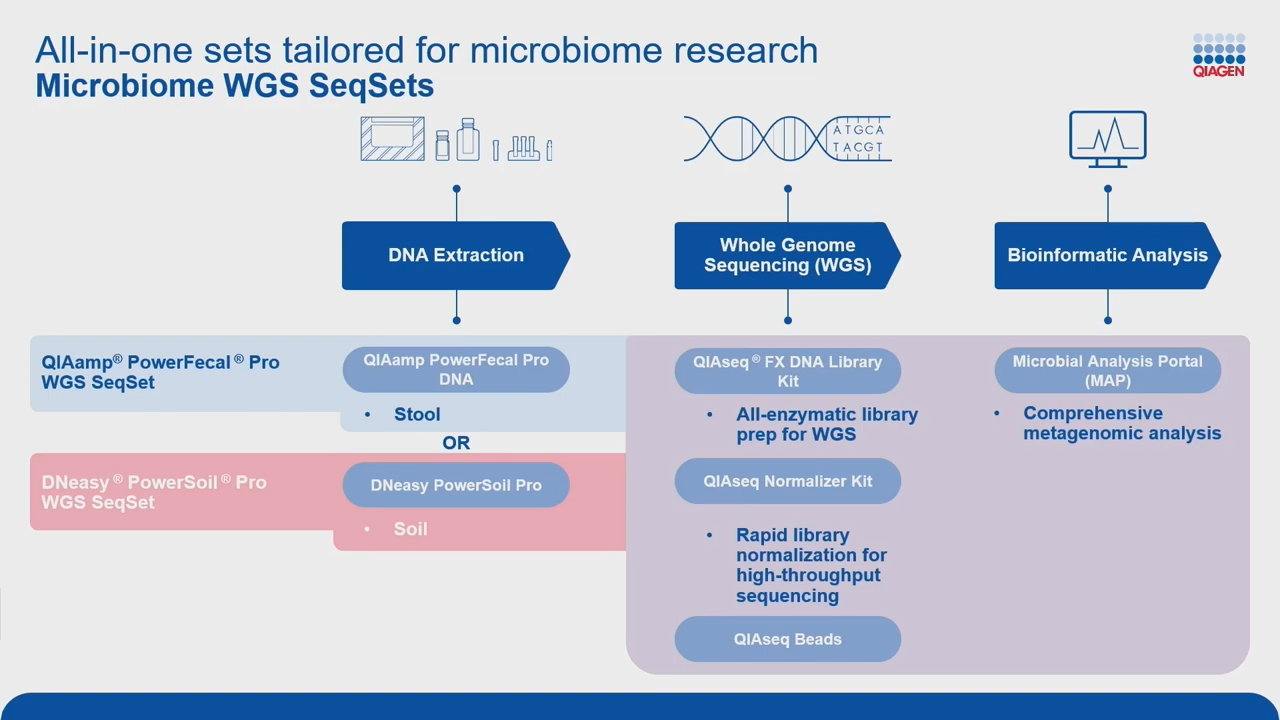 All-in-one sets tailored for microbiome research
Microbiome WGS SeqSets
QIAGEN
ATGCA
TACGT
DNA Extraction
Whole Genome
Sequencing (WGS)
Bioinformatic Analysis
QIAamp® PowerFecal® Pro
WGS SeqSet
QIAamp PowerFecal Pro
DNA
• Stool
OR
DNeasy® PowerSoil® Pro
WGS SeqSet
DNeasy PowerSoil Pro
• Soil
QIAseq® FX DNA Library
Kit
• All-enzymatic library
prep for WGS
QIAseq Normalizer Kit
• Rapid library
normalization for
high-throughput
sequencing
QIAseq Beads
Microbial Analysis Portal
(MAP)
• Comprehensive
metagenomic analysis